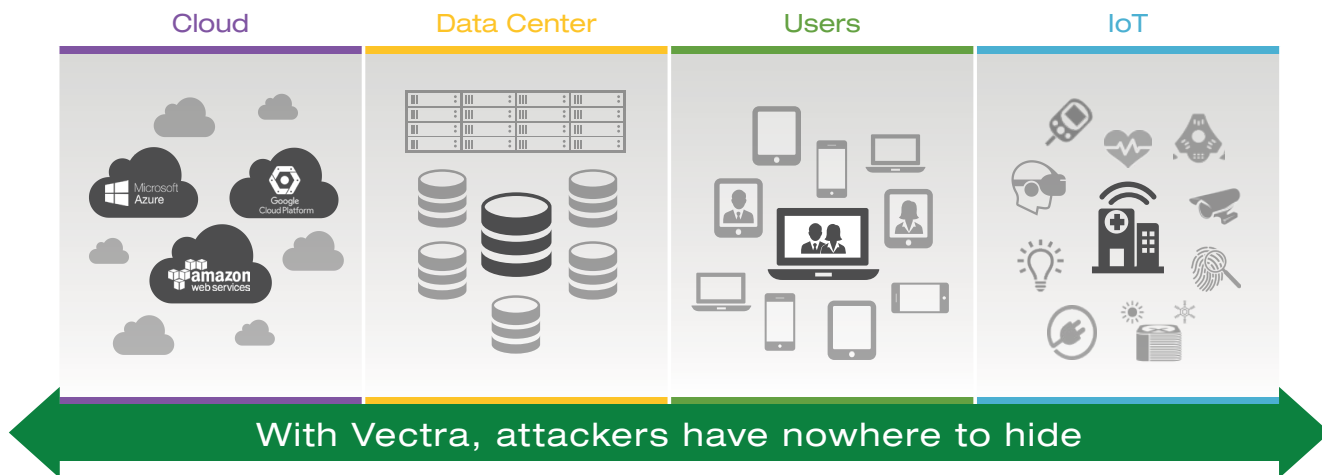 Cloud
Data Center
Users
IoT
Microsoft
Azure
Google
Cloud Platform
amazon
web services
With Vectra, attackers have nowhere to hide